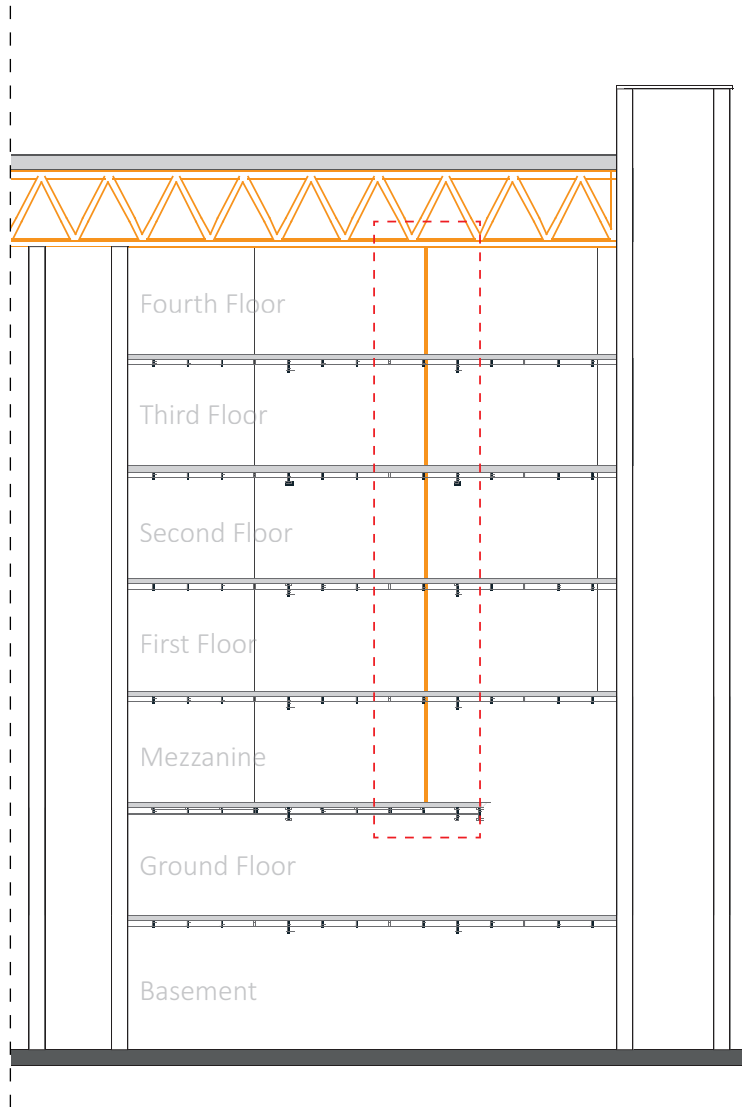 Fourth Floor
Third Floor
Second Floor
First Floor
Mezzanine
Ground Floor
Basement